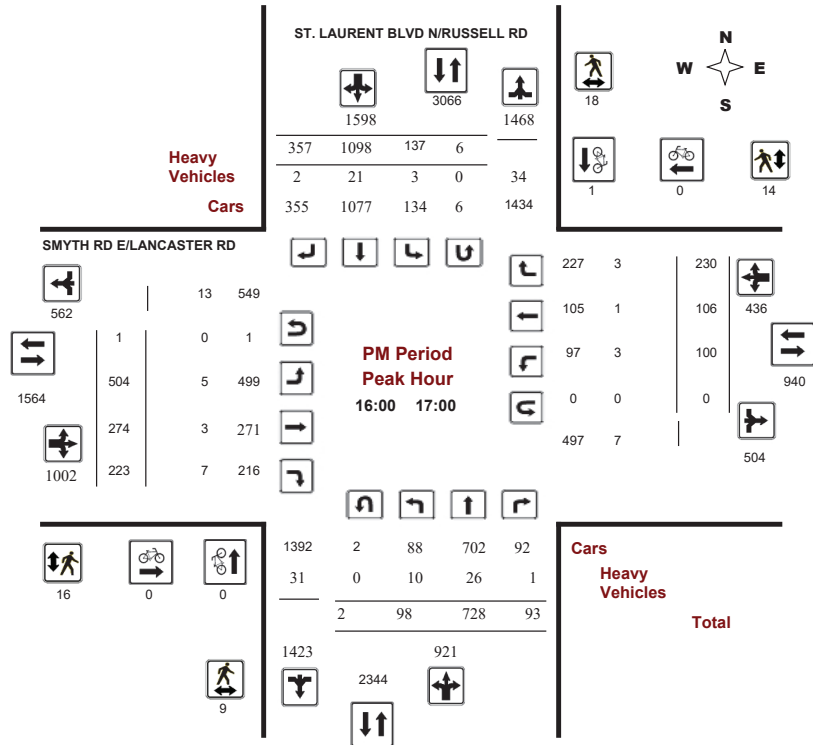 ST. LAURENT BLVD N/RUSSELL RD
N
W E
S
3066
18
1598 1468
357 1098 137 6
Heavy
Vehicles
2 21 3 0 34
1 0 14
Cars
355 1077 134 6 1434
SMYTH RD E/LANCASTER RD
227 3 230
562
13 549
436
1 0 1
105 1 106
PM Period
Peak Hour
97 3 100
940
1564
504 5 499
16:00 17:00
0 0 0
274 3 271
497 7
504
1002
223 7 216
1392 2 88 702 92
Cars
31 0 10 26 1
Heavy
Vehicles
16 0 0
2 98 728 93
Total
1423 921
2344
9